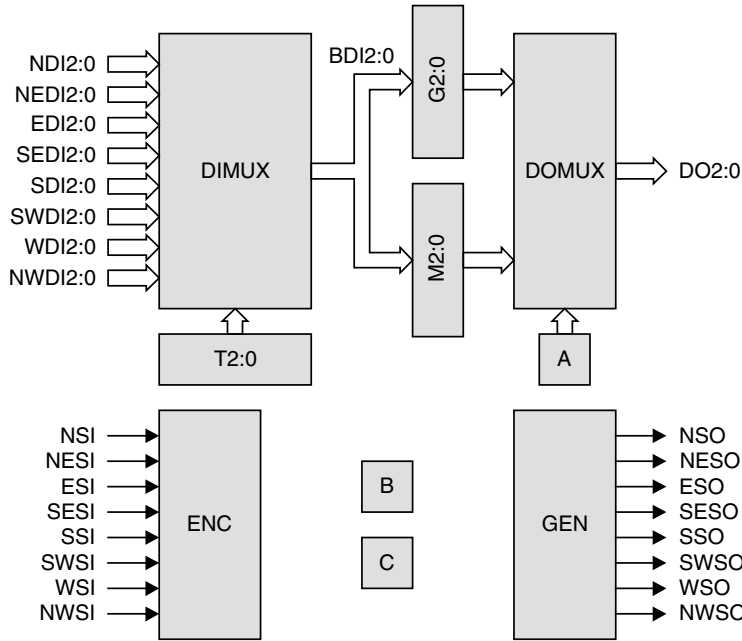 NDI2:0
NEDI2:0
EDI2:0
SEDI2:0
SDI2:0
SWDI2:0
WDI2:0
NWDI2:0
DIMUX
T2:0
BDI2:0
G2:0
M2:0
DOMUX
A
DO2:0
NSI
NESI
ESI
SESI
SSI
SWSI
WSI
NWSI
ENC
B
C
GEN
NSO
NESO
ESO
SESO
SSO
SWSO
WSO
NWSO